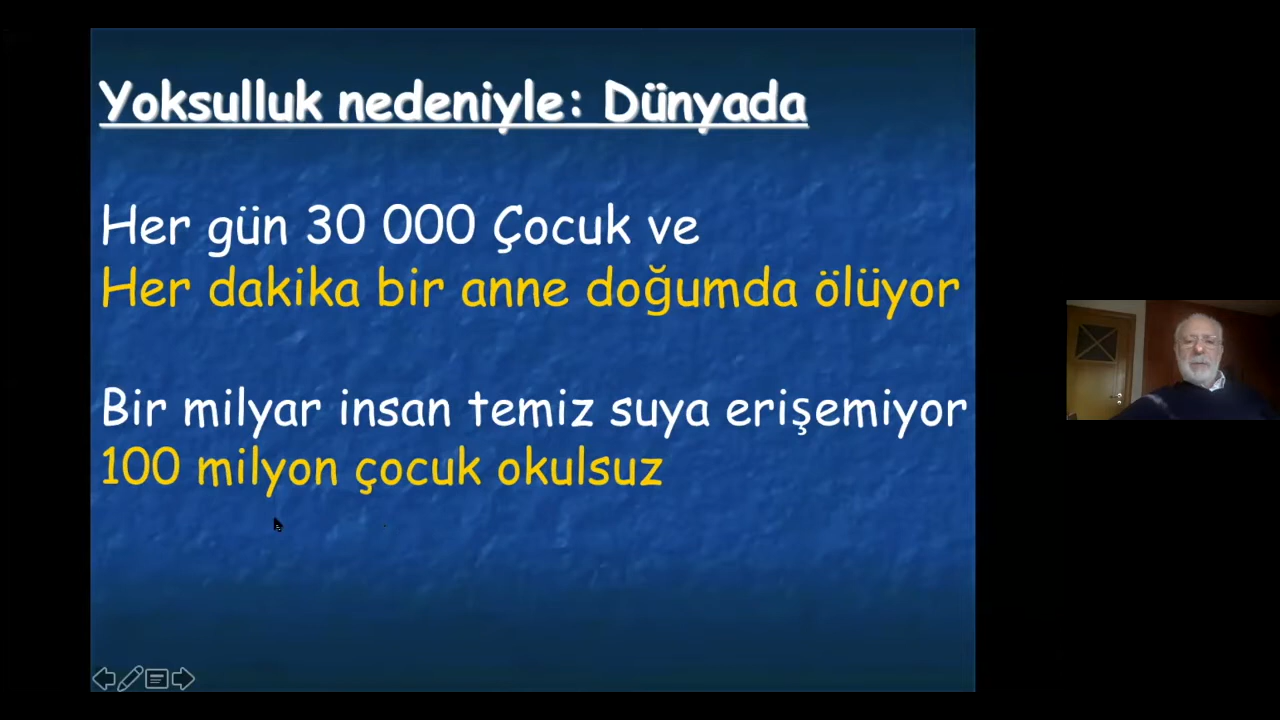 Yoksulluk nedeniyle: Dünyada
Her gün 30 000 Çocuk ve
Her dakika bir anne doğumda ölüyor
Bir milyar insan temiz suya erişemiyor
100 milyon çocuk okulsuz